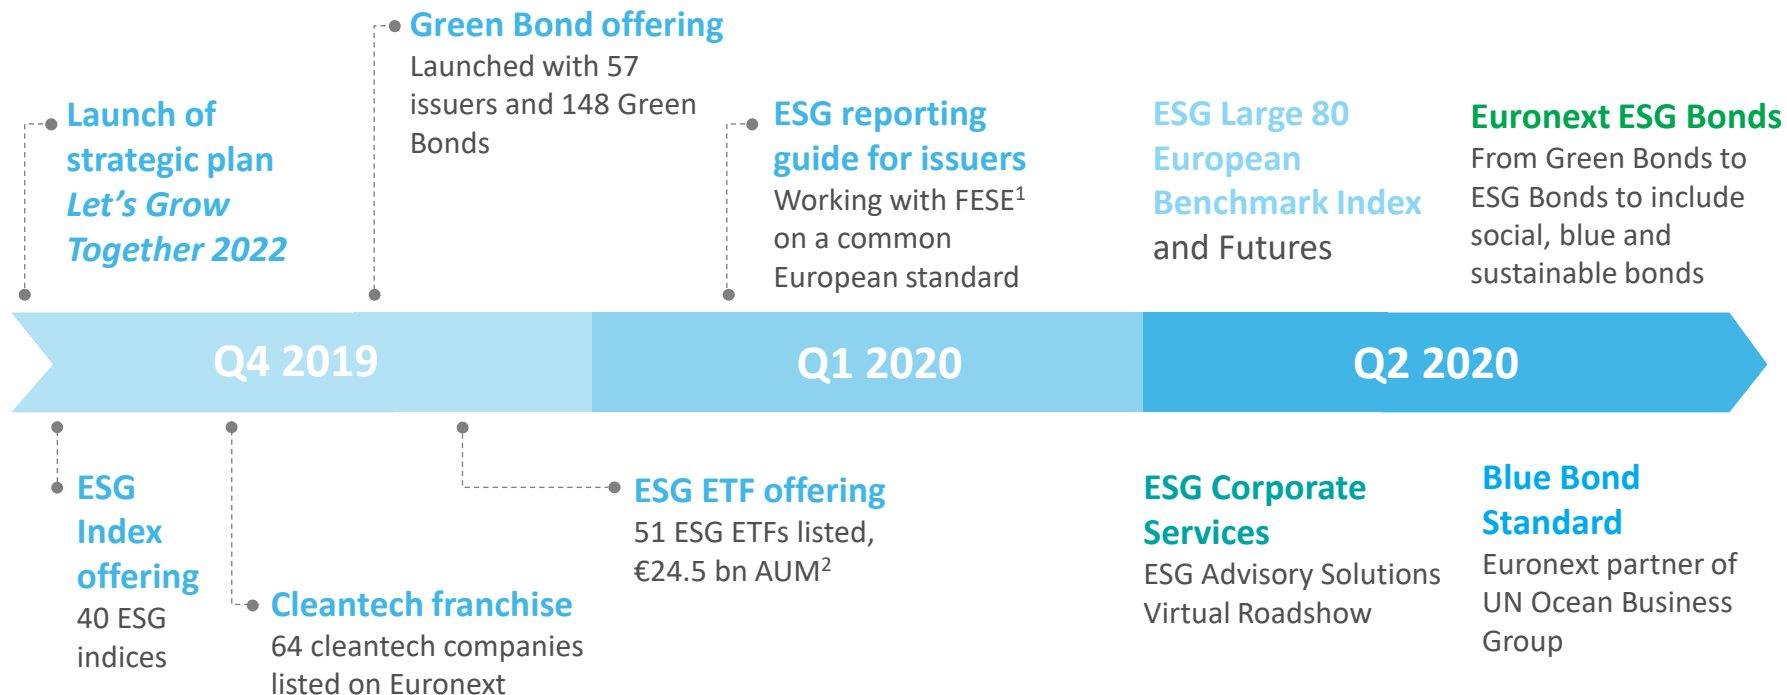 Green Bond offering
Launched with 57
issuers and 148 Green
Bonds
Launch of
strategic plan
Let's Grow
Together 2022
ESG reporting
guide for issuers
Working with FESE¹
on a common
European standard
ESG Large 80
European
Benchmark Index
and Futures
Euronext ESG Bonds
From Green Bonds to
ESG Bonds to include
social, blue and
sustainable bonds
Q4 2019
Q1 2020
Q2 2020
ESG
Index
offering
40 ESG
indices
Cleantech franchise
64 cleantech companies
listed on Euronext
ESG ETF offering
51 ESG ETFs listed,
€24.5 bn AUM²
ESG Corporate
Services
ESG Advisory Solutions
Virtual Roadshow
Blue Bond
Standard
Euronext partner of
UN Ocean Business
Group